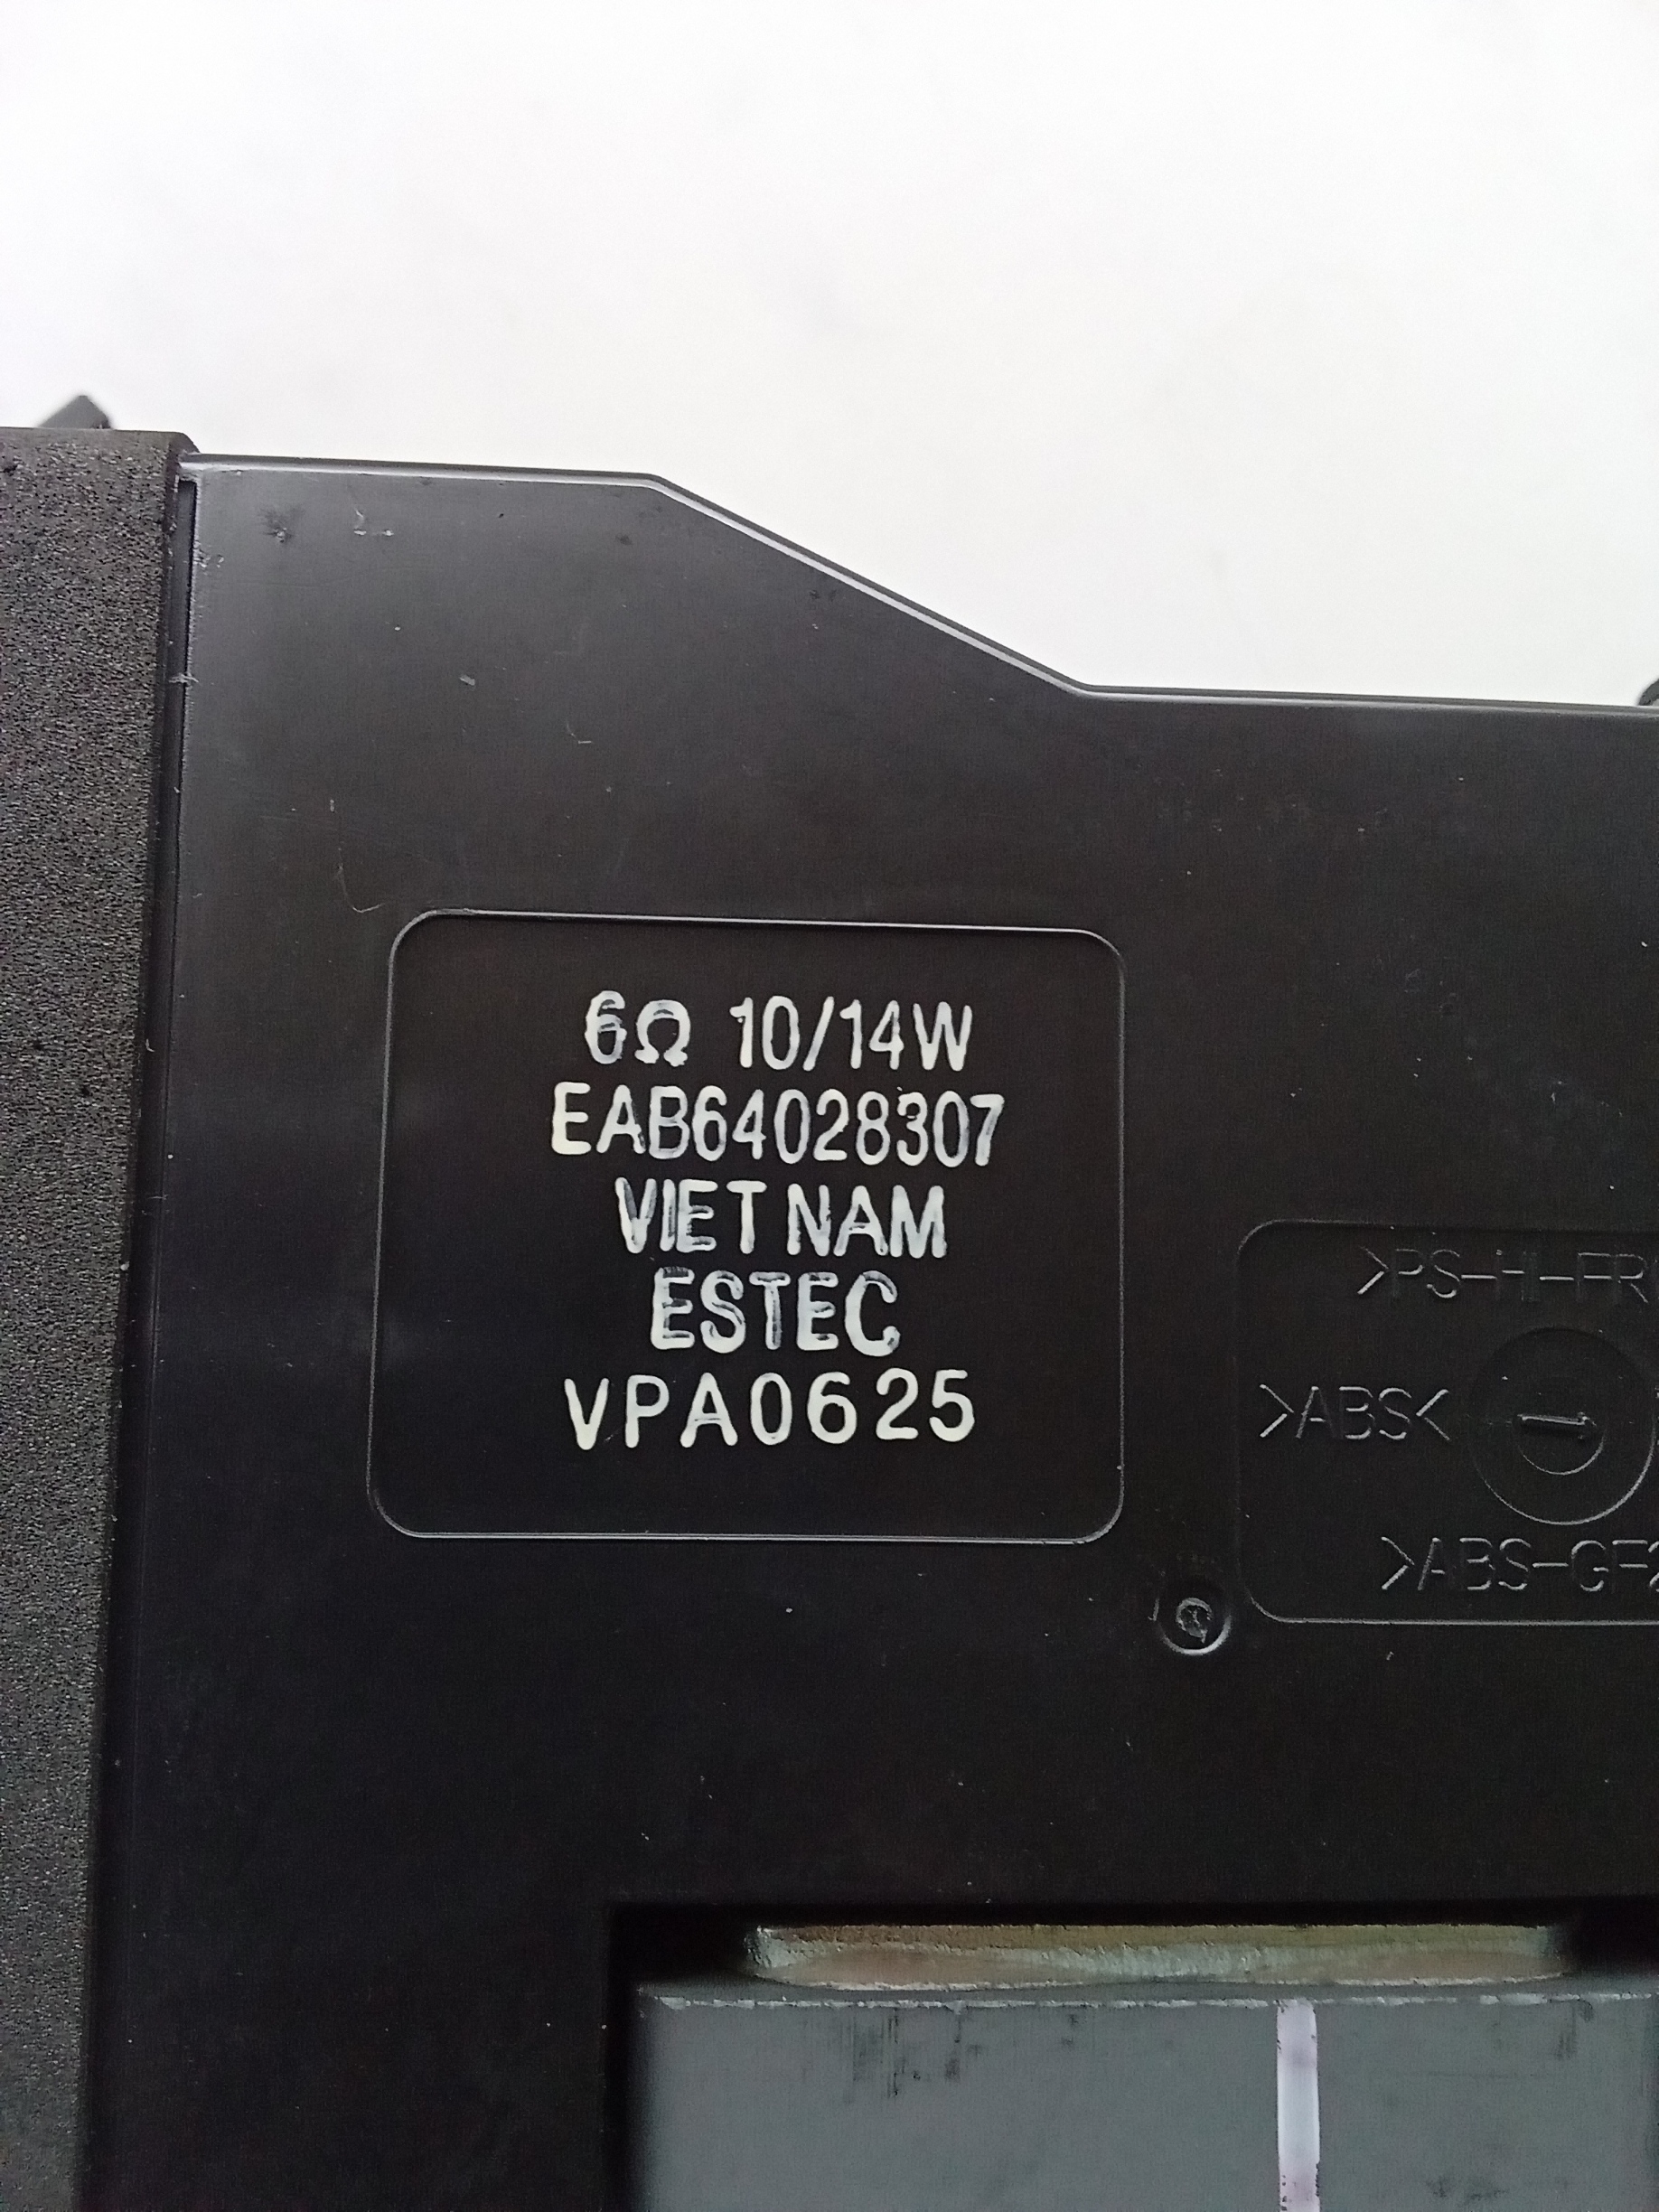 6Ω 10/14W
EAB64028307
VIETNAM
ESTEC
VPA0625
>PS-HI-FR
>ABS<
>ABS-GF2